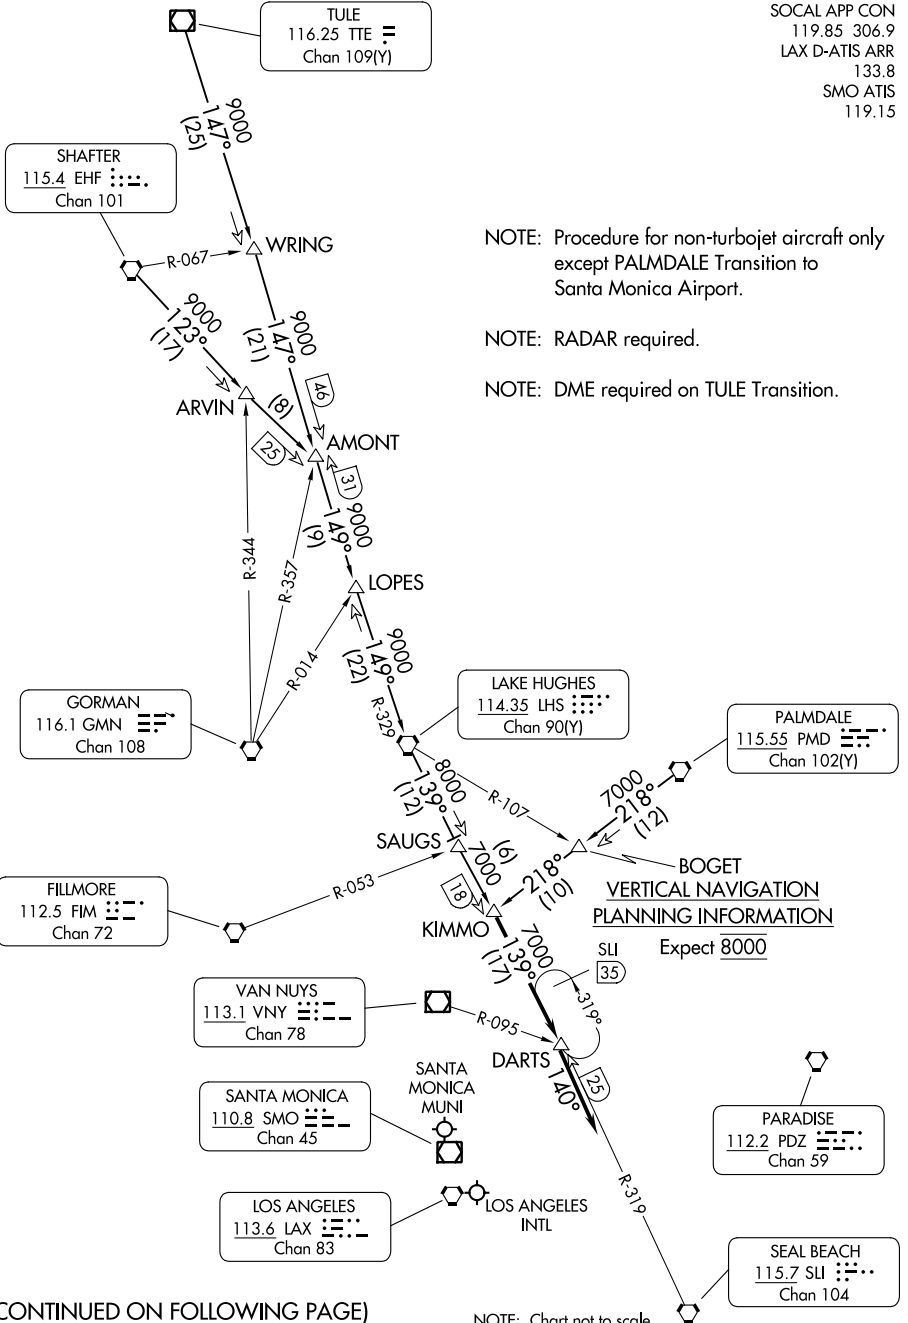 TULE
116.25 TTE
Chan 109(Y)
SOCAL APP CON
119.85 306.9
LAX D-ATIS ARR
133.8
SMO ATIS
119.15
9000
147°
(25)
SHAFTER
115.4 EHF
Chan 101
R-067
WRING
NOTE: Procedure for non-turbojet aircraft only
except PALMDALE Transition to
Santa Monica Airport.
NOTE: RADAR required.
NOTE: DME required on TULE Transition.
9000
123°
(17)
9000
147°
(21)
46
ARVIN
(8)
25
AMONT
31
9000
149°
(9)
R-344
R-357
R-014
LOPES
9000
149°
(22)
R-329
GORMAN
116.1 GMN
Chan 108
LAKE HUGHES
114.35 LHS
Chan 90(Y)
PALMDALE
115.55 PMD
Chan 102(Y)
8000
139°
(12)
R-107
7000
218°
(12)
SAUGS
(6)
7000
18
218°
(10)
BOGET
VERTICAL NAVIGATION
PLANNING INFORMATION
Expect 8000
FILLMORE
112.5 FIM
Chan 72
R-053
KIMMO
7000
139°
(17)
SLI
35
319°
VAN NUYS
113.1 VNY
Chan 78
R-095
DARTS
25
140°
SANTA
MONICA
MUNI
SANTA MONICA
110.8 SMO
Chan 45
PARADISE
112.2 PDZ
Chan 59
R-319
LOS ANGELES
113.6 LAX
Chan 83
LOS ANGELES
INTL
SEAL BEACH
115.7 SLI
Chan 104
CONTINUED ON FOLLOWING PAGE)
NOTE: Chart not to scale